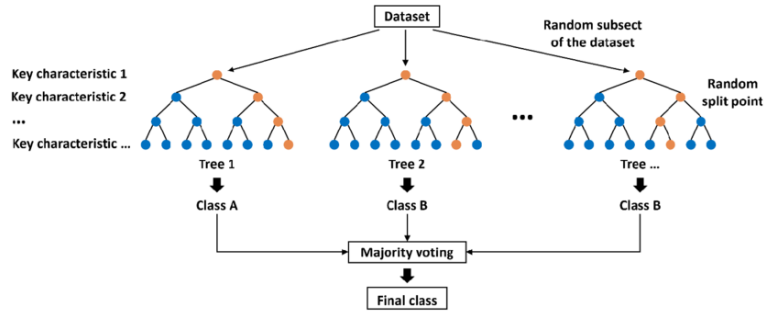 Dataset
Random subsect
of the dataset
Key characteristic 1
Key characteristic 2
Random
split point
...
...
Key characteristic ...
Tree 1
Tree 2
Tree ...
Class A
Class B
Class B
Majority voting
Final class